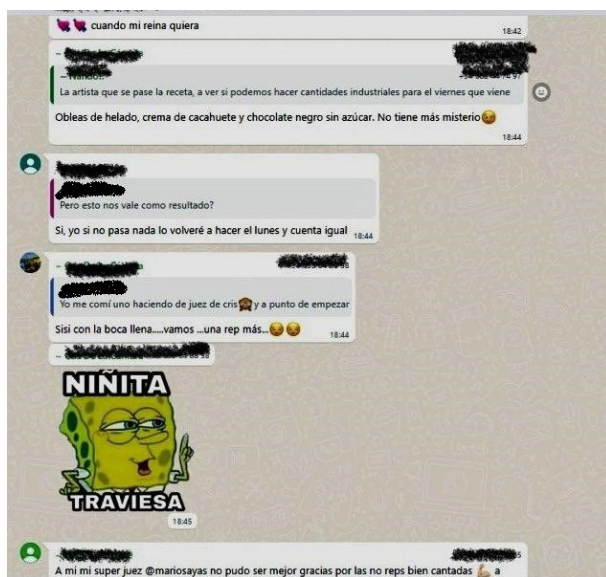 cuando mi reina quiera
18:42
La artista que se pase la receta, a ver si podemos hacer cantidades industriales para el viernes que viene
Obleas de helado, crema de cacahuete y chocolate negro sin azúcar. No tiene más misterio
18:44
Pero esto nos vale como resultado?
Si, yo si no pasa nada lo volveré a hacer el lunes y cuenta igual 18:44
Yo me comí uno haciendo de juez de cris y a punto de empezar
Sisi con la boca llena.....vamos ...una rep más...
18:44
NIÑITA
TRAVIESA
18:45
A mi mi super juez @mariosayas no pudo ser mejor gracias por las no reps bien cantadas a